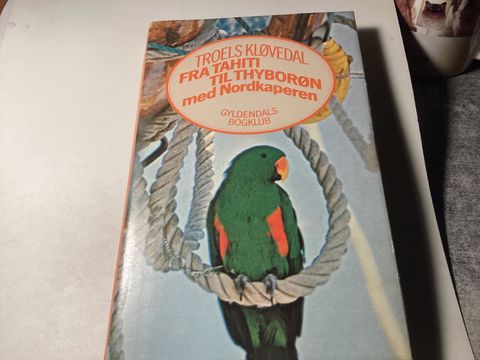 TROELS KLØVEDAL
FRA TAHITI
TIL THYBORØN
med Nordkaperen
GYLDENDALS
BOGKLUB